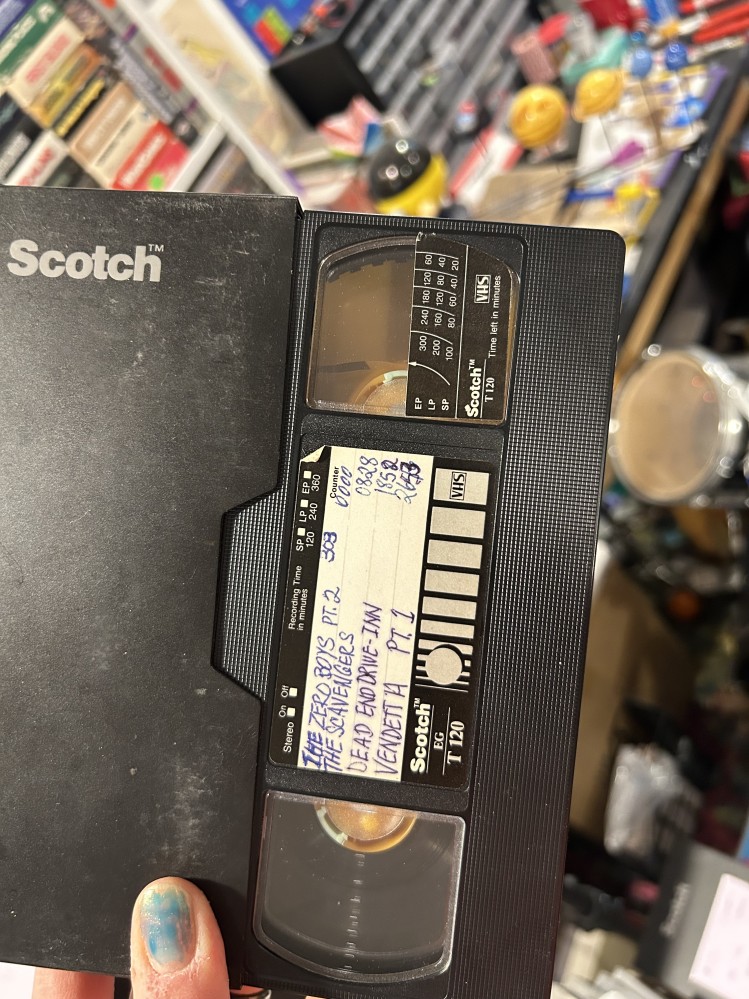 Scotch™
60 120 180 240 300 EP
40 80 120 160 200 LP
20 40 60 80 100 SP
VHS
Time left in minutes
Scotch™
T 120
Stereo On Off
Recording Time in minutes
SP LP EP
120 240 360
Counter
THE ZERO BOYS PT. 2 0000
THE SCAVENGERS 0828
DEAD END DRIVE-INN
VENDETTA PT. 1
VHS
Scotch™
EG
T 120